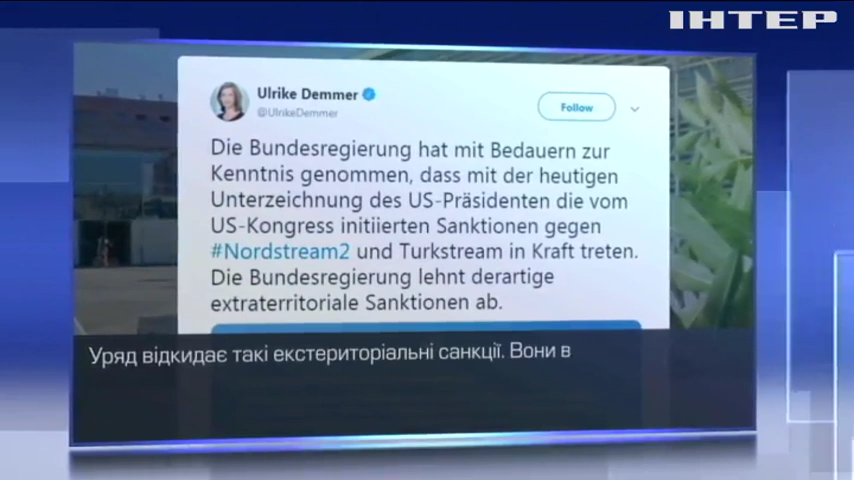 ІНТЕР
Ulrike Demmer
@UlrikeDemmer
Follow
Die Bundesregierung hat mit Bedauern zur
Kenntnis genommen, dass mit der heutigen
Unterzeichnung des US-Präsidenten die vom
US-Kongress initiierten Sanktionen gegen
#Nordstream2 und Turkstream in Kraft treten.
Die Bundesregierung lehnt derartige
extraterritoriale Sanktionen ab.
Уряд відкидає такі екстериторіальні санкції. Вони в